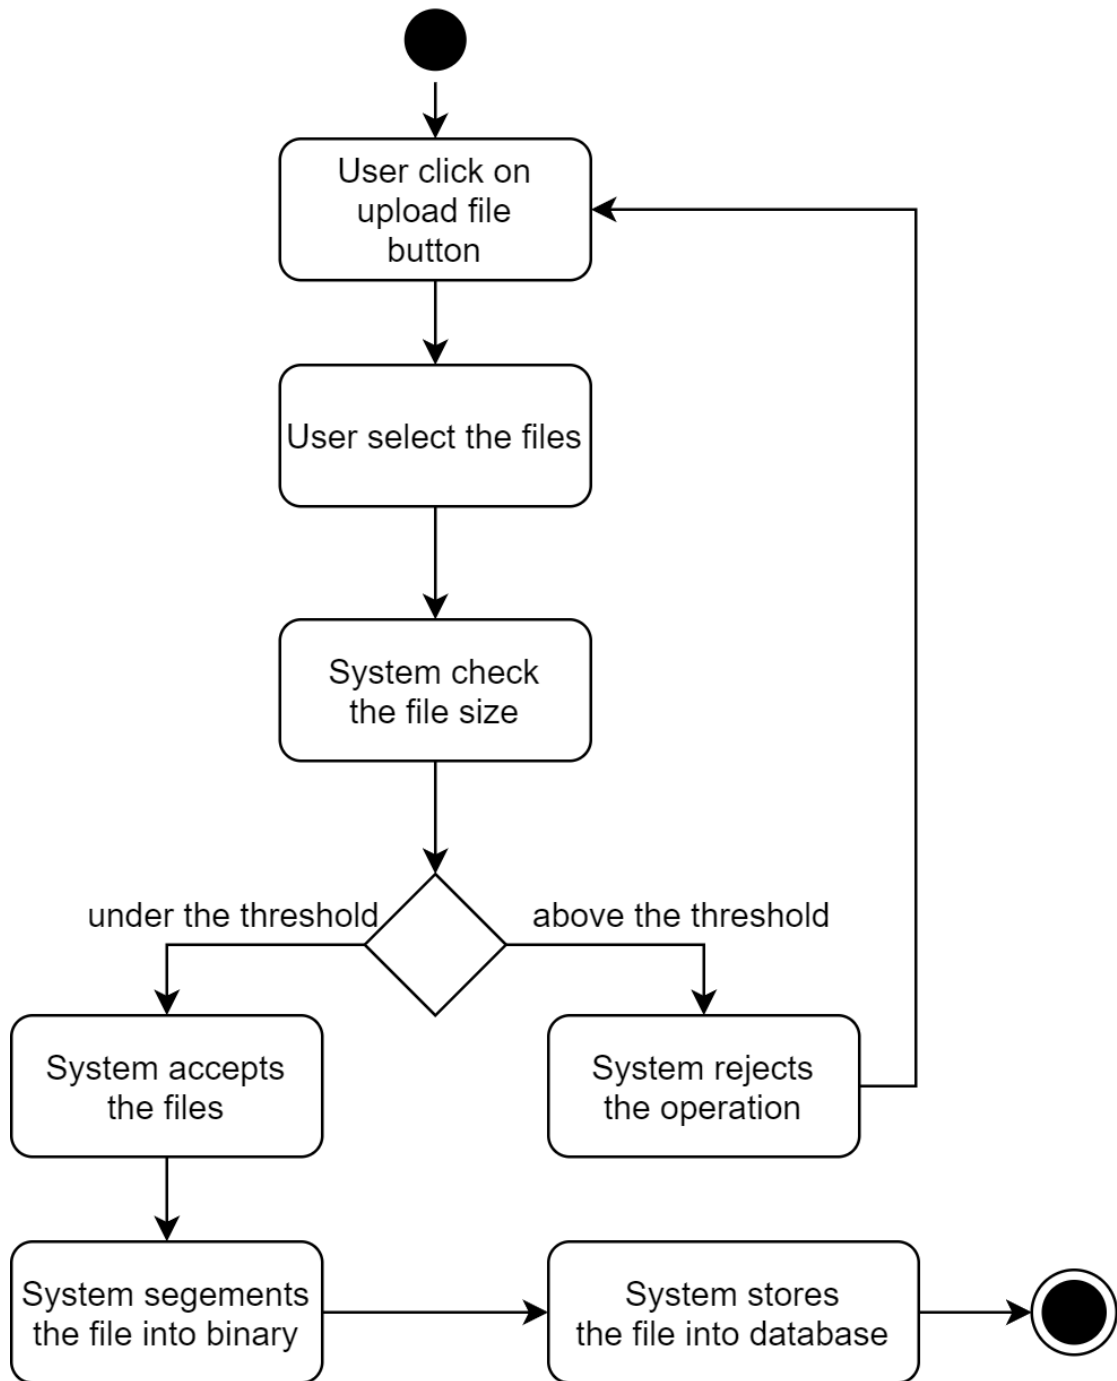 User click on
upload file
button
User select the files
System check
the file size
under the threshold
above the threshold
System accepts
the files
System rejects
the operation
System segements
the file into binary
System stores
the file into database